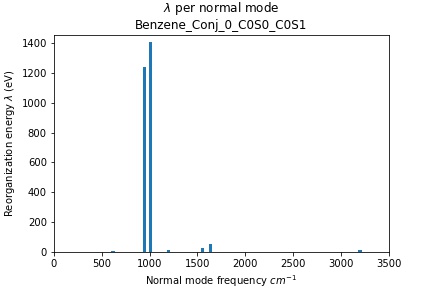 λ per normal mode
Benzene_Conj_0_C0S0_C0S1
Reorganization energy λ (eV)
1400
1200
1000
800
600
400
200
0
0 500 1000 1500 2000 2500 3000 3500
Normal mode frequency cm⁻¹